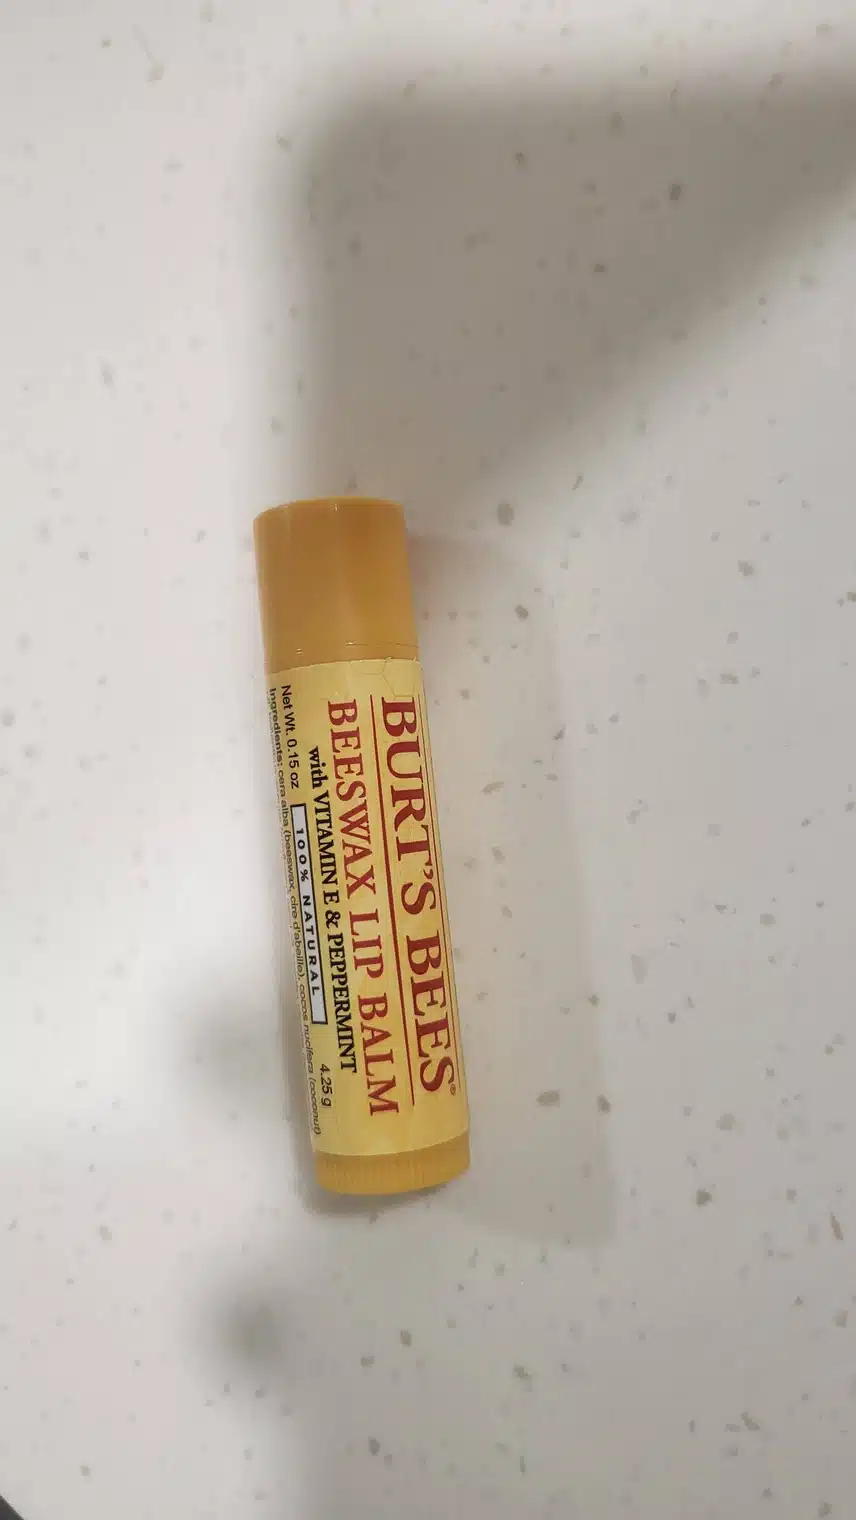 BURT'S BEES®
BEESWAX LIP BALM
with VITAMIN E & PEPPERMINT
Net Wt. 0.15 oz
100% NATURAL
4.25 g
Ingredients: cera alba (beeswax, cire d'abeille), cocos nucifera (coconut)